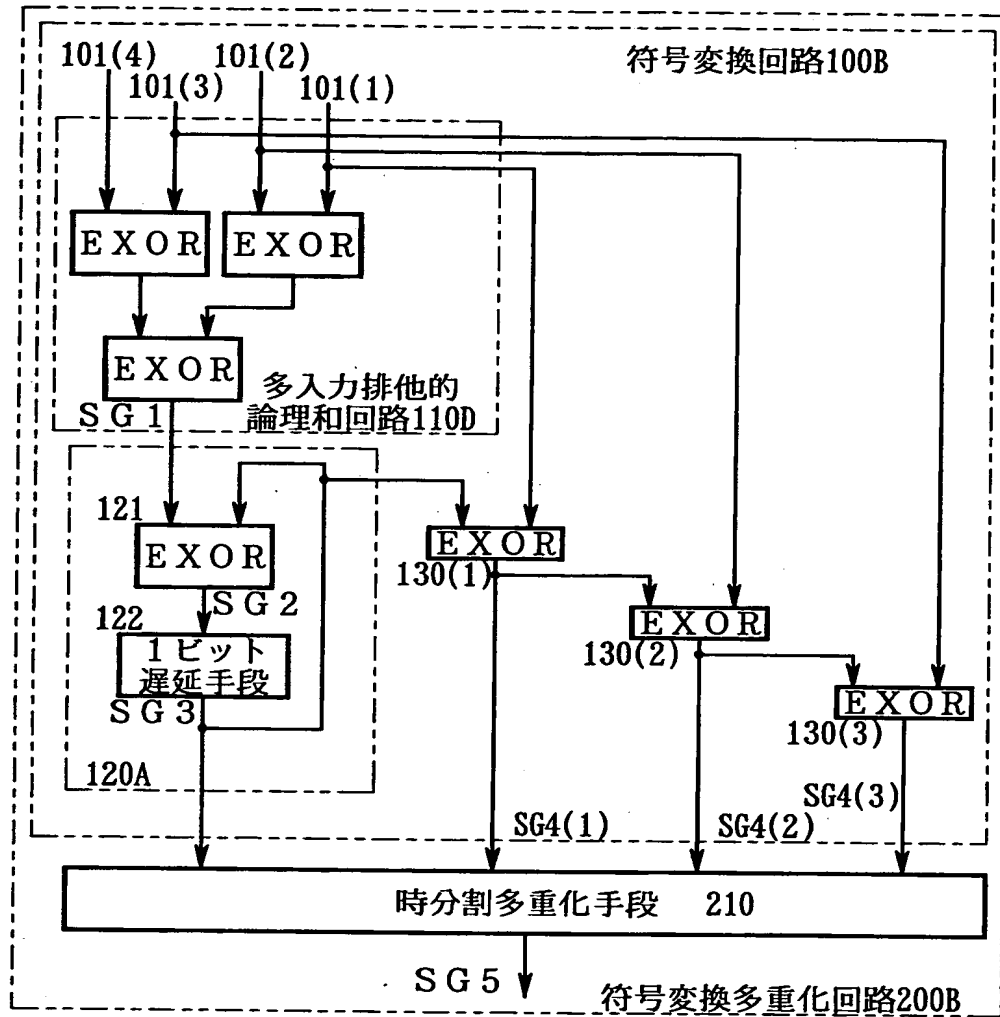 101(4)
101(3)
101(2)
101(1)
符号変換回路100B
EXOR
EXOR
EXOR
多入力排他的
論理和回路110D
SG1
121
EXOR
SG2
122
1ビット
遅延手段
SG3
120A
EXOR
130(1)
EXOR
130(2)
EXOR
130(3)
SG4(1)
SG4(2)
SG4(3)
時分割多重化手段 210
SG5
符号変換多重化回路200B